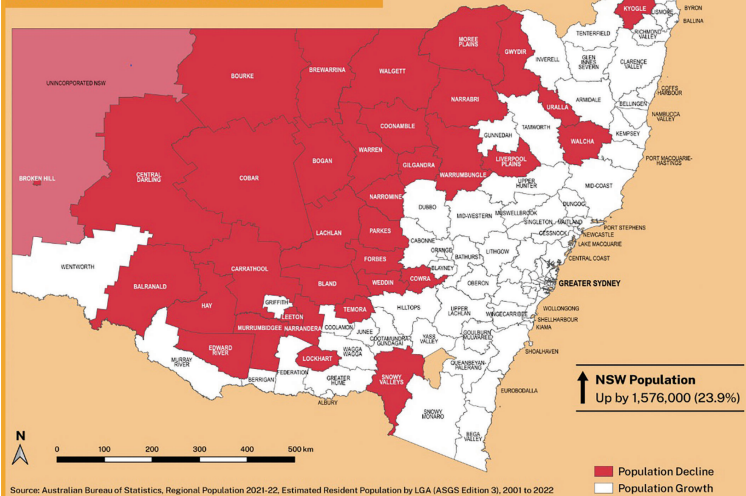 KYOGLE
LISMORE
BYRON
BALLINA
RICHMOND
VALLEY
TENTERFIELD
MOREE
PLAINS
GWYDIR
INVERELL
GLEN
INNES
SEVERN
CLARENCE
VALLEY
UNINCORPORATED NSW
BOURKE
BREWARRINA
WALGETT
NARRABRI
URALLA
ARMIDALE
COFFS
HARBOUR
BELLINGEN
NAMBUCCA
VALLEY
COONAMBLE
GUNNEDAH
TAMWORTH
WALCHA
KEMPSEY
WARREN
BOGAN
GILGANDRA
WARRUMBUNGLE
LIVERPOOL
PLAINS
PORT MACQUARIE-
HASTINGS
BROKEN HILL
CENTRAL
DARLING
COBAR
UPPER
HUNTER
MID-COAST
NARROMINE
DUBBO
MID-WESTERN
MUSWELLBROOK
DUNGOG
SINGLETON
MAITLAND
PORT STEPHENS
CESSNOCK
NEWCASTLE
LAKE MACQUARIE
LACHLAN
PARKES
CABONNE
ORANGE
BATHURST
LITHGOW
CENTRAL COAST
WENTWORTH
FORBES
BLAYNEY
CARRATHOOL
BALRANALD
BLAND
WEDDIN
COWRA
OBERON
GREATER SYDNEY
HAY
GRIFFITH
LEETON
TEMORA
HILLTOPS
UPPER
LACHLAN
WINGECARRIBEE
WOLLONGONG
SHELLHARBOUR
KIAMA
MURRUMBIDGEE
NARRANDERA
COOLAMON
JUNEE
COOTAMUNDRA
GUNDAGAI
YASS
VALLEY
GOULBURN
MULWAREE
SHOALHAVEN
EDWARD
RIVER
LOCKHART
WAGGA
WAGGA
MURRAY
RIVER
BERRIGAN
FEDERATION
GREATER
HUME
ALBURY
SNOWY
VALLEYS
QUEANBEYAN-
PALERANG
EUROBODALLA
SNOWY
MONARO
BEGA
VALLEY
NSW Population
Up by 1,576,000 (23.9%)
N
0 100 200 300 400 500 km
Population Decline
Population Growth
Source: Australian Bureau of Statistics, Regional Population 2021-22, Estimated Resident Population by LGA (ASGS Edition 3), 2001 to 2022